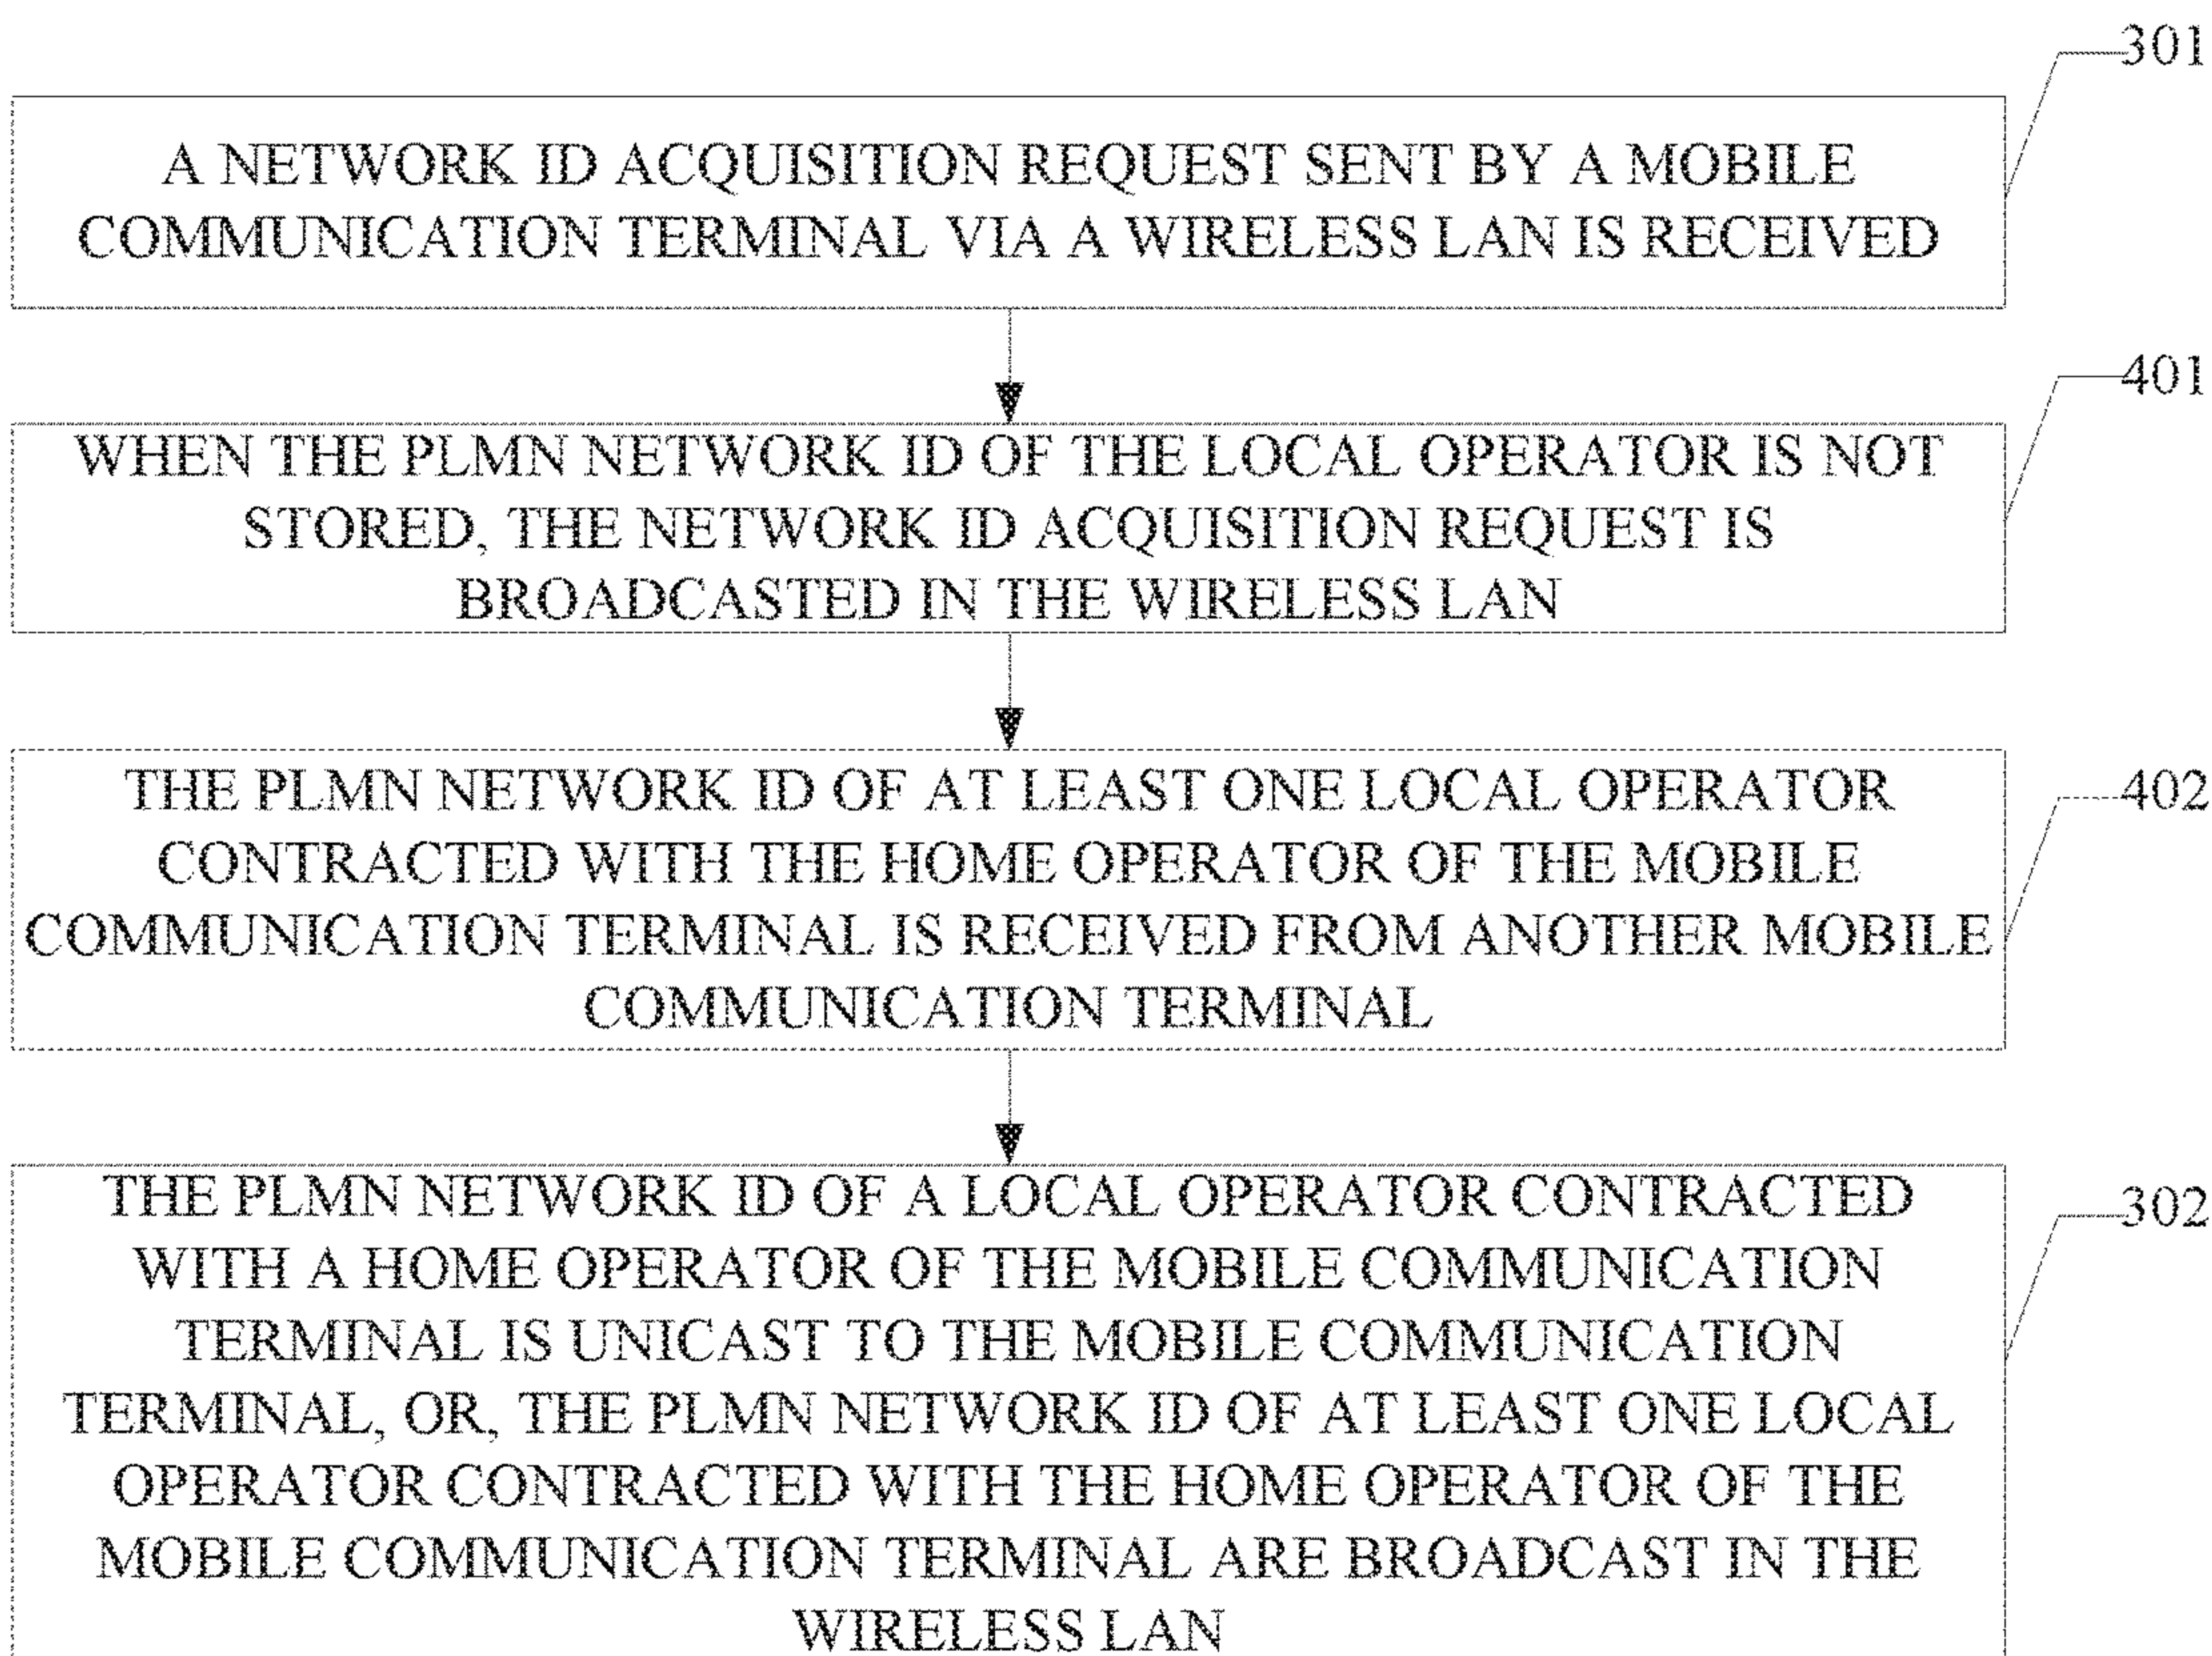 301
A NETWORK ID ACQUISITION REQUEST SENT BY A MOBILE
COMMUNICATION TERMINAL VIA A WIRELESS LAN IS RECEIVED
401
WHEN THE PLMN NETWORK ID OF THE LOCAL OPERATOR IS NOT
STORED, THE NETWORK ID ACQUISITION REQUEST IS
BROADCASTED IN THE WIRELESS LAN
402
THE PLMN NETWORK ID OF AT LEAST ONE LOCAL OPERATOR
CONTRACTED WITH THE HOME OPERATOR OF THE MOBILE
COMMUNICATION TERMINAL IS RECEIVED FROM ANOTHER MOBILE
COMMUNICATION TERMINAL
302
THE PLMN NETWORK ID OF A LOCAL OPERATOR CONTRACTED
WITH A HOME OPERATOR OF THE MOBILE COMMUNICATION
TERMINAL IS UNICAST TO THE MOBILE COMMUNICATION
TERMINAL, OR, THE PLMN NETWORK ID OF AT LEAST ONE LOCAL
OPERATOR CONTRACTED WITH THE HOME OPERATOR OF THE
MOBILE COMMUNICATION TERMINAL ARE BROADCAST IN THE
WIRELESS LAN